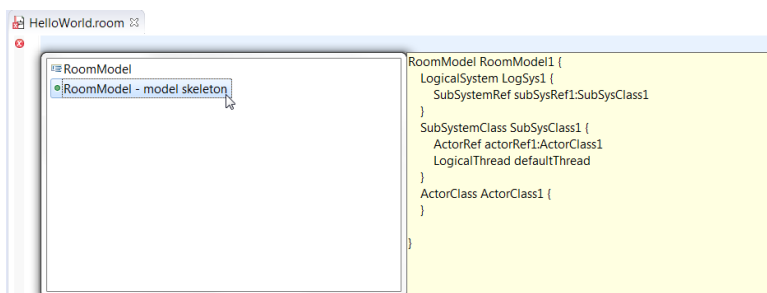 HelloWorld.room
RoomModel
RoomModel - model skeleton
RoomModel RoomModel1 {
LogicalSystem LogSys1 {
SubSystemRef subSysRef1:SubSysClass1
}
SubSystemClass SubSysClass1 {
ActorRef actorRef1:ActorClass1
LogicalThread defaultThread
}
ActorClass ActorClass1 {
}
}